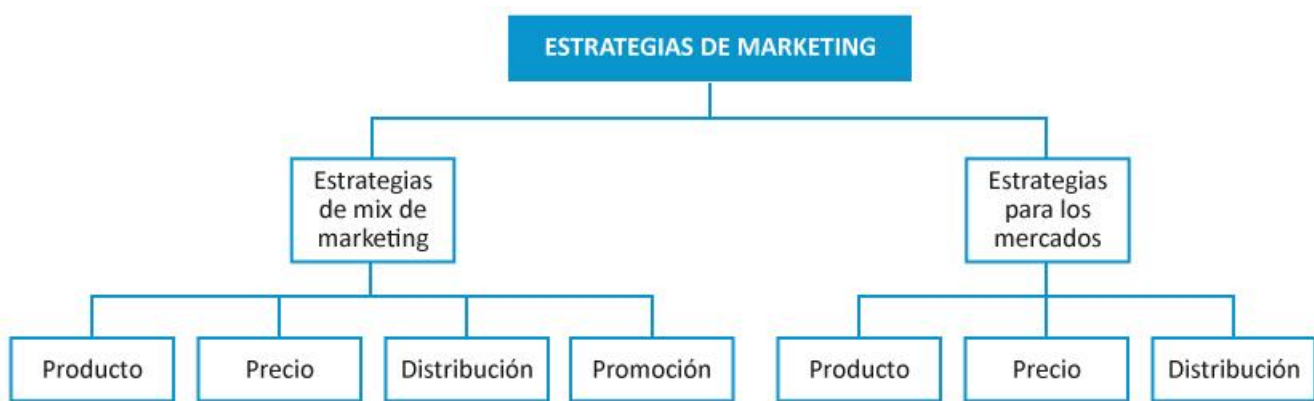 ESTRATEGIAS DE MARKETING
Estrategias
de mix de
marketing
Estrategias
para los
mercados
Producto
Precio
Distribución
Promoción
Producto
Precio
Distribución